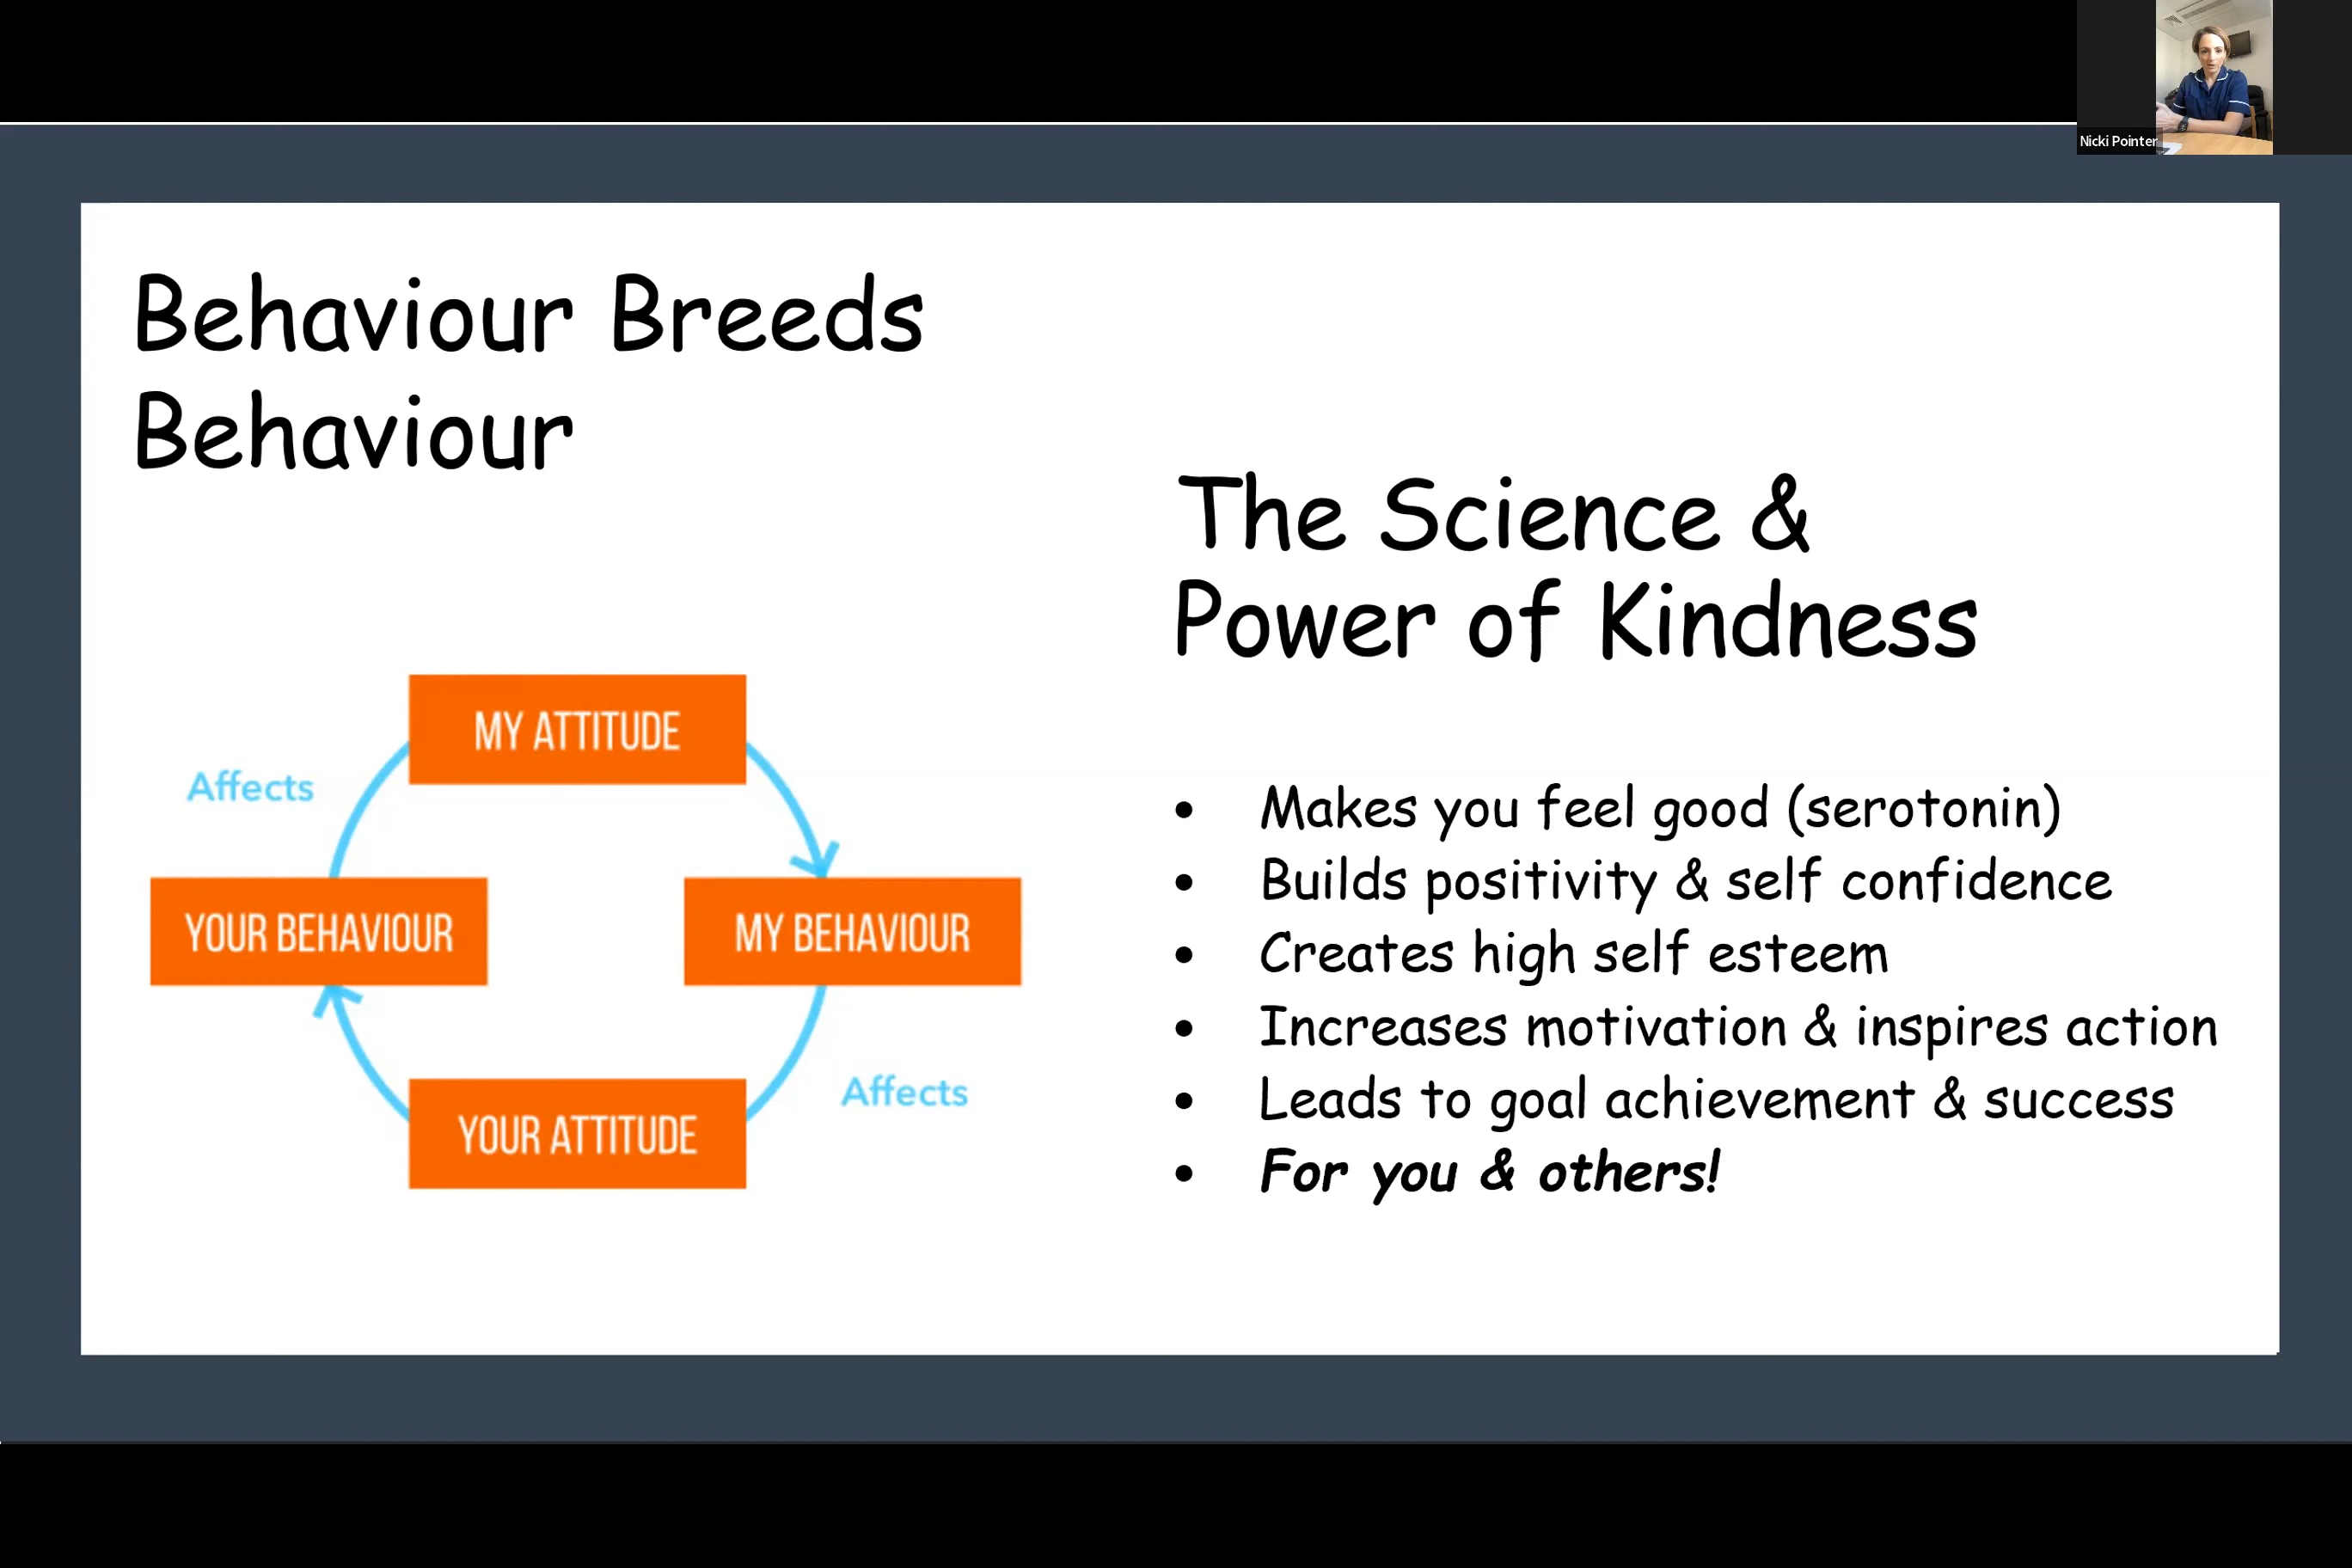 Nicki Pointer
Behaviour Breeds
Behaviour
MY ATTITUDE
Affects
YOUR BEHAVIOUR
MY BEHAVIOUR
Affects
YOUR ATTITUDE
The Science &
Power of Kindness
• Makes you feel good (serotonin)
• Builds positivity & self confidence
• Creates high self esteem
• Increases motivation & inspires action
• Leads to goal achievement & success
• For you & others!